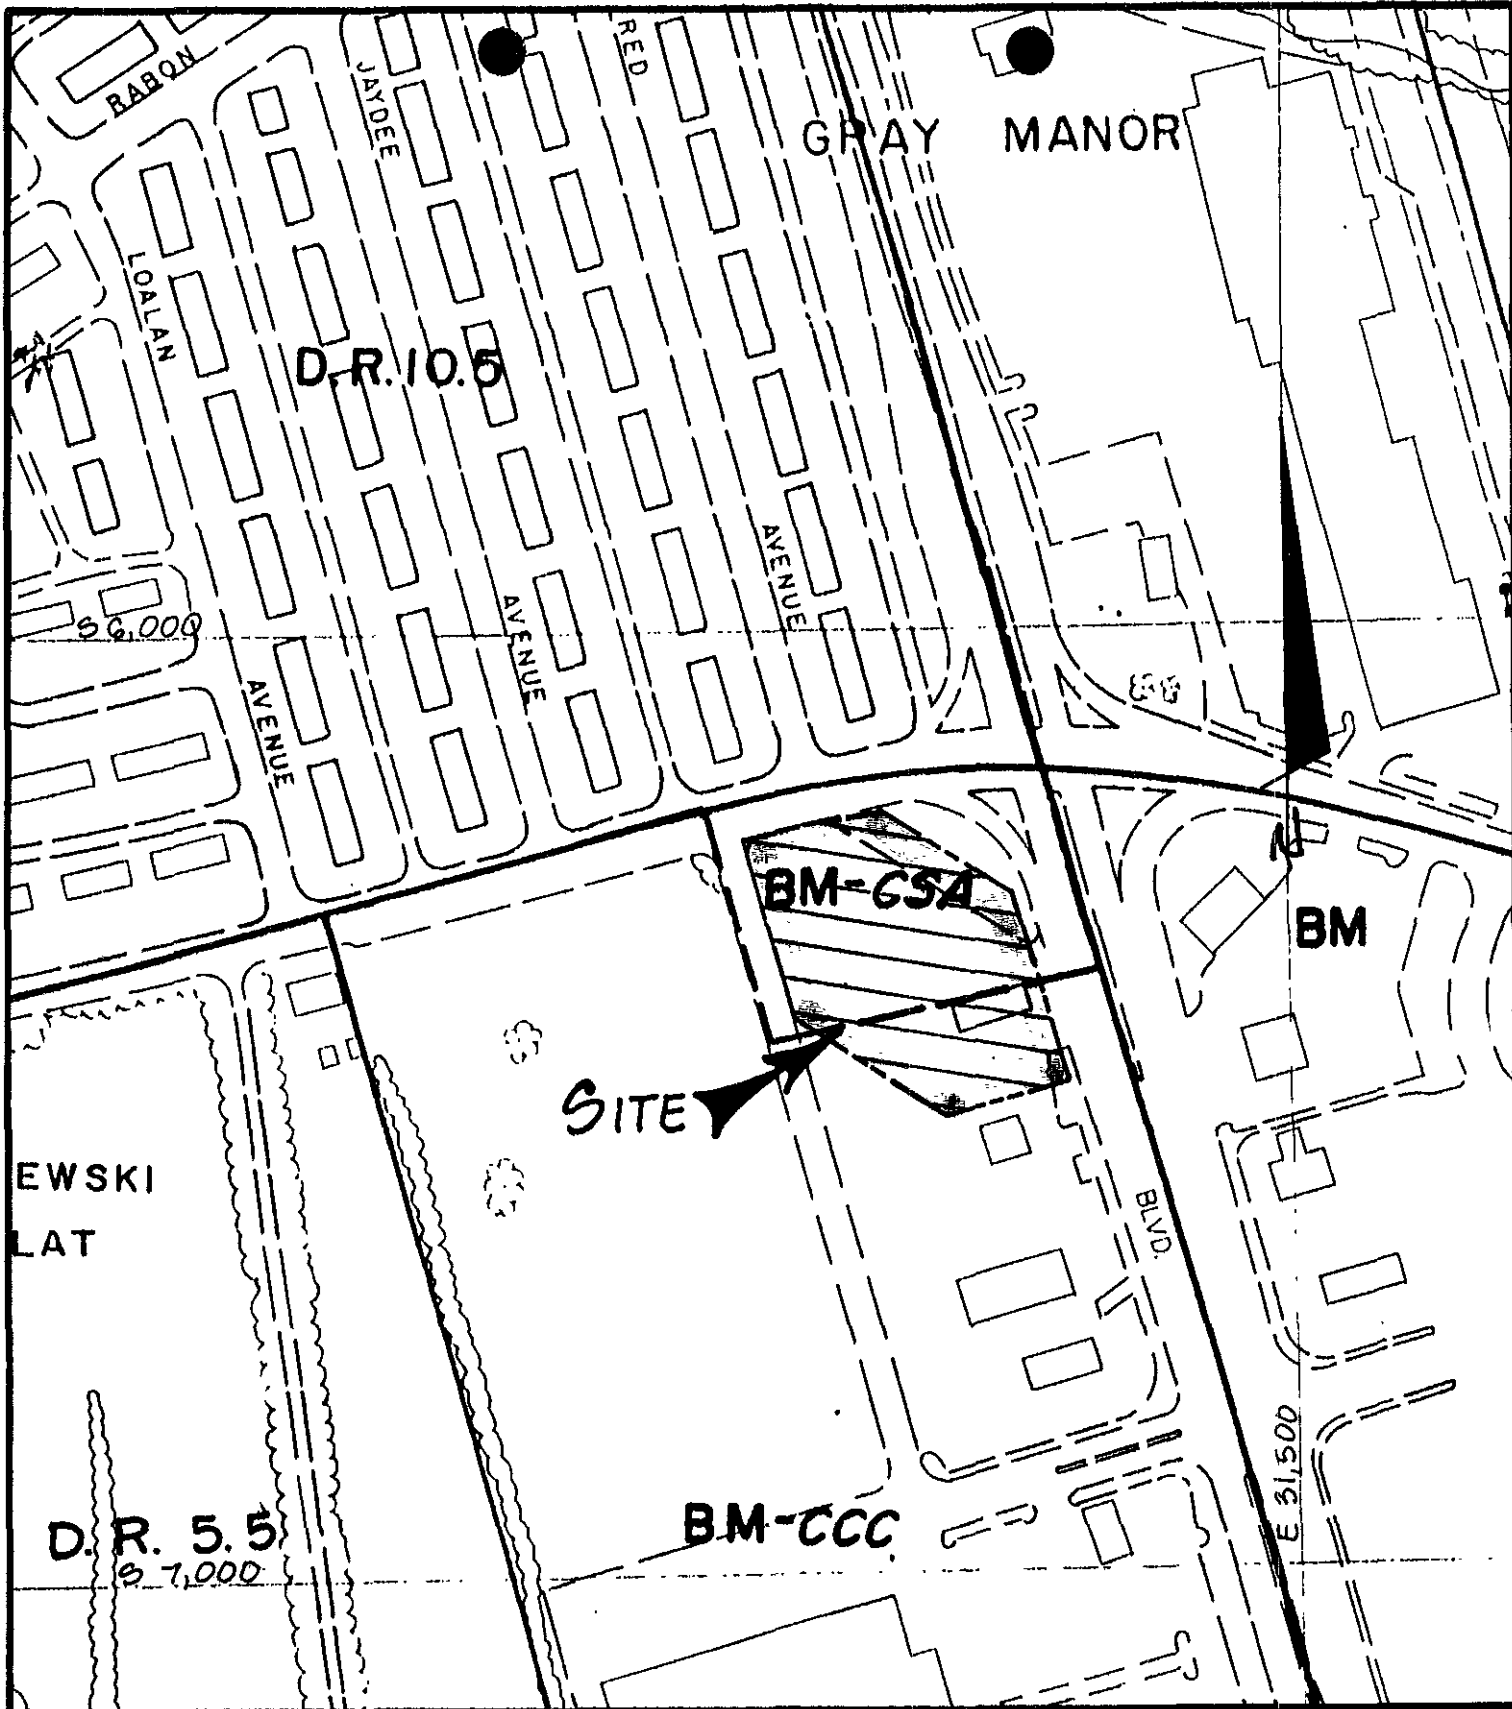 RABON
JAYDEE
RED
GRAY MANOR
LOALAN
D.R. 10.5
AVENUE
S 6,000
AVENUE
AVENUE
N
BM-CSA
BM
SITE
EWSKI
LAT
BLVD.
E 31,500
D.R. 5.5
BM-CCC
S 7,000